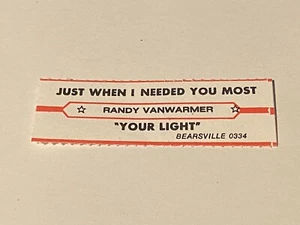 JUST WHEN I NEEDED YOU MOST
RANDY VANWARMER
"YOUR LIGHT"
BEARSVILLE 0334